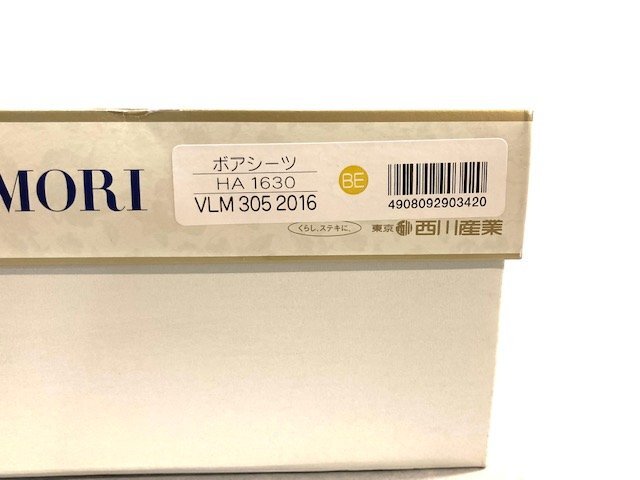 MORI
ボアシーツ
HA 1630
VLM 305 2016
BE
4908092903420
くらし、ステキに。
東京 西川産業